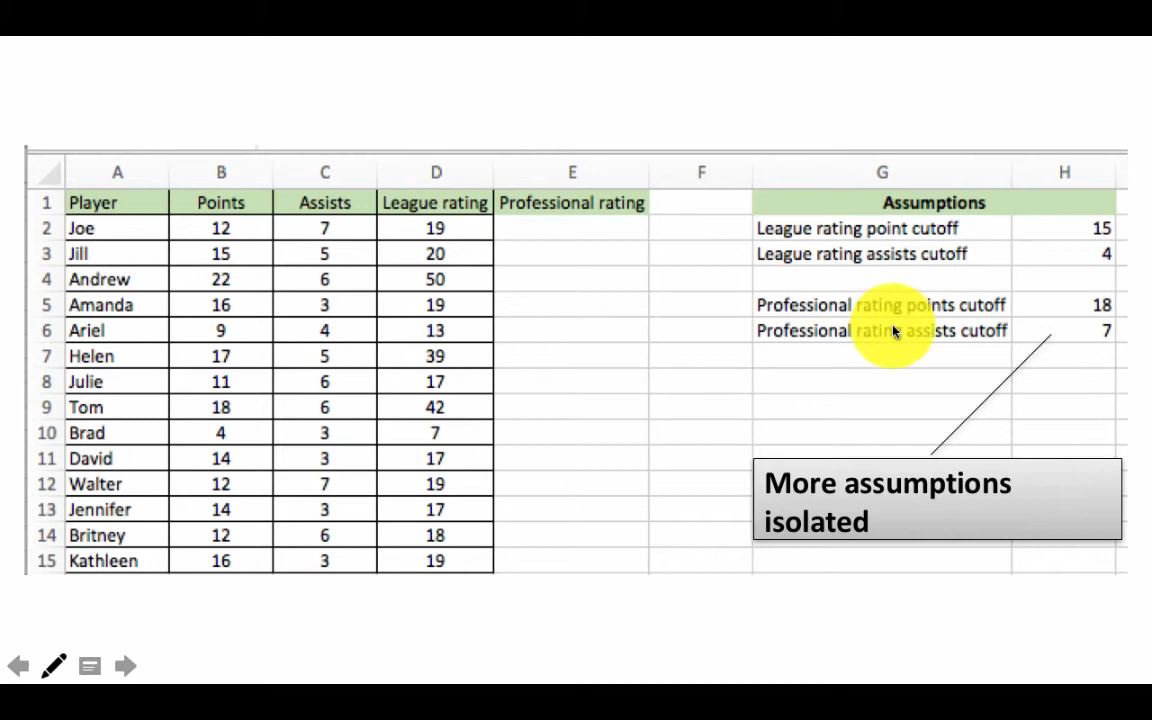 A B C D E F G H
1 Player Points Assists League rating Professional rating Assumptions
2 Joe 12 7 19 League rating point cutoff 15
3 Jill 15 5 20 League rating assists cutoff 4
4 Andrew 22 6 50
5 Amanda 16 3 19 Professional rating points cutoff 18
6 Ariel 9 4 13 Professional rating assists cutoff 7
7 Helen 17 5 39
8 Julie 11 6 17
9 Tom 18 6 42
10 Brad 4 3 7
11 David 14 3 17
12 Walter 12 7 19
13 Jennifer 14 3 17
14 Britney 12 6 18
15 Kathleen 16 3 19
More assumptions
isolated